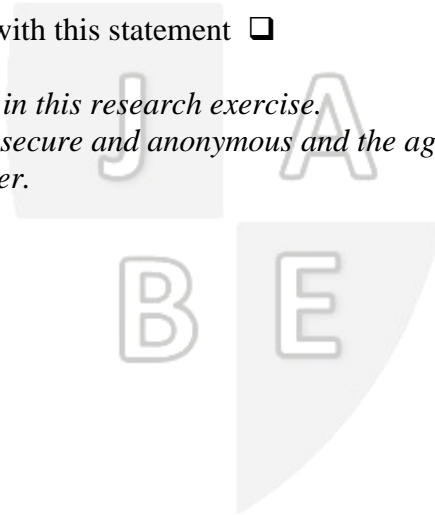 with this statement ❑
in this research exercise.
secure and anonymous and the ag
er.
J A
B E